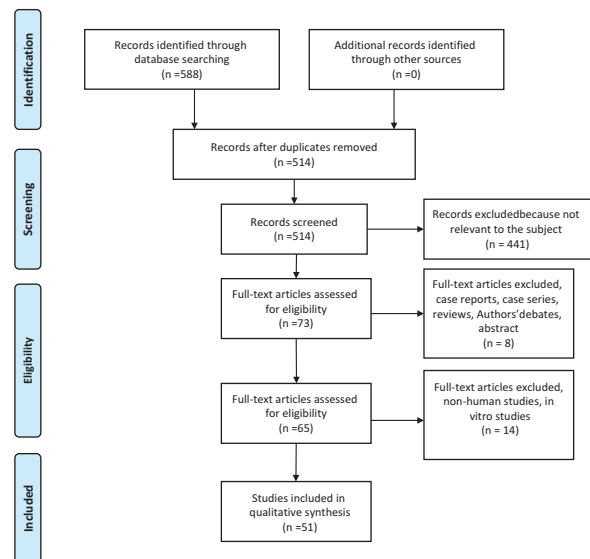 Identification
Records identified through
database searching
(n =588)
Additional records identified
through other sources
(n =0)
Records after duplicates removed
(n =514)
Screening
Records screened
(n =514)
Records excludedbecause not
relevant to the subject
(n = 441)
Eligibility
Full-text articles assessed
for eligibility
(n =73)
Full-text articles excluded,
case reports, case series,
reviews, Authors'debates,
abstract
(n = 8)
Full-text articles assessed
for eligibility
(n =65)
Full-text articles excluded,
non-human studies, in
vitro studies
(n = 14)
Included
Studies included in
qualitative synthesis
(n =51)